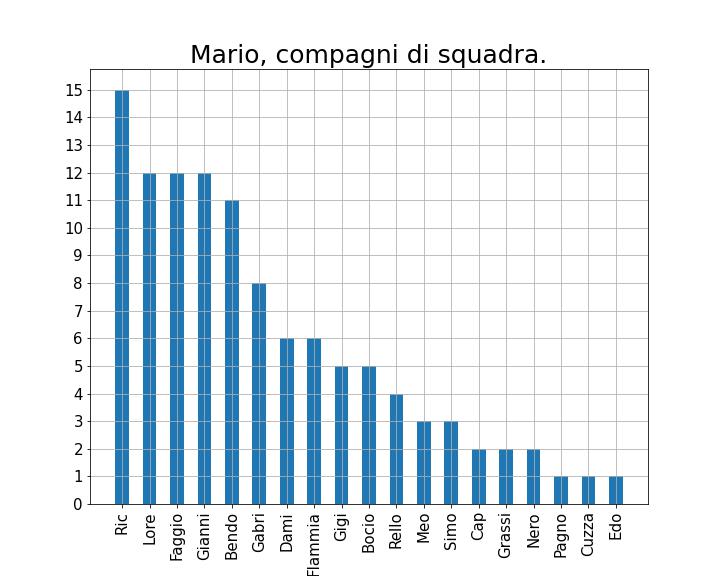 Mario, compagni di squadra.
15
14
13
12
11
10
9
8
7
6
5
4
3
2
1
0
Ric
Lore
Faggio
Gianni
Bendo
Gabri
Dami
Flammia
Gigi
Bocio
Rello
Meo
Simo
Cap
Grassi
Nero
Pagno
Cuzza
Edo